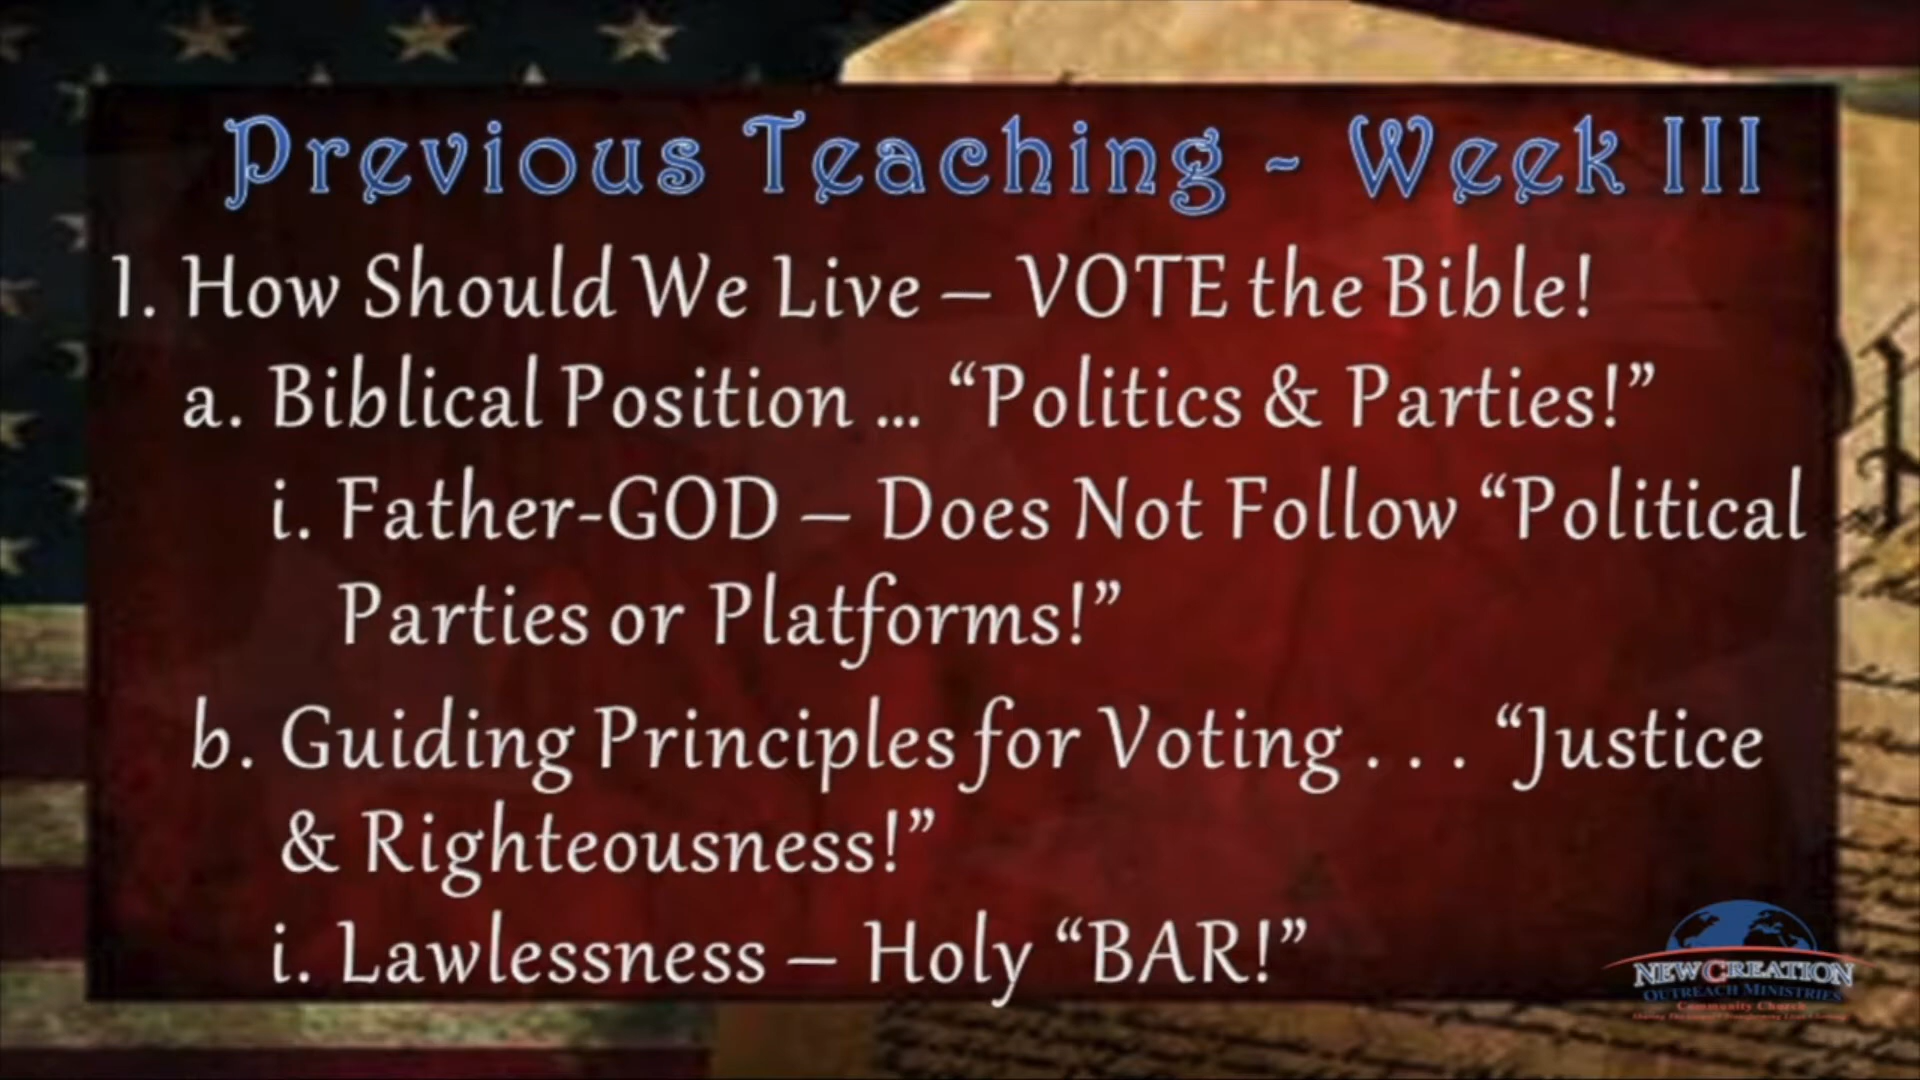 Previous Teaching - Week III
1. How Should We Live – VOTE the Bible!
a. Biblical Position ... “Politics & Parties!”
i. Father-GOD – Does Not Follow “Political
Parties or Platforms!”
b. Guiding Principles for Voting . . . “Justice
& Righteousness!”
i. Lawlessness – Holy “BAR!”
NEW CREATION
OUTREACH MINISTRIES
Community Church